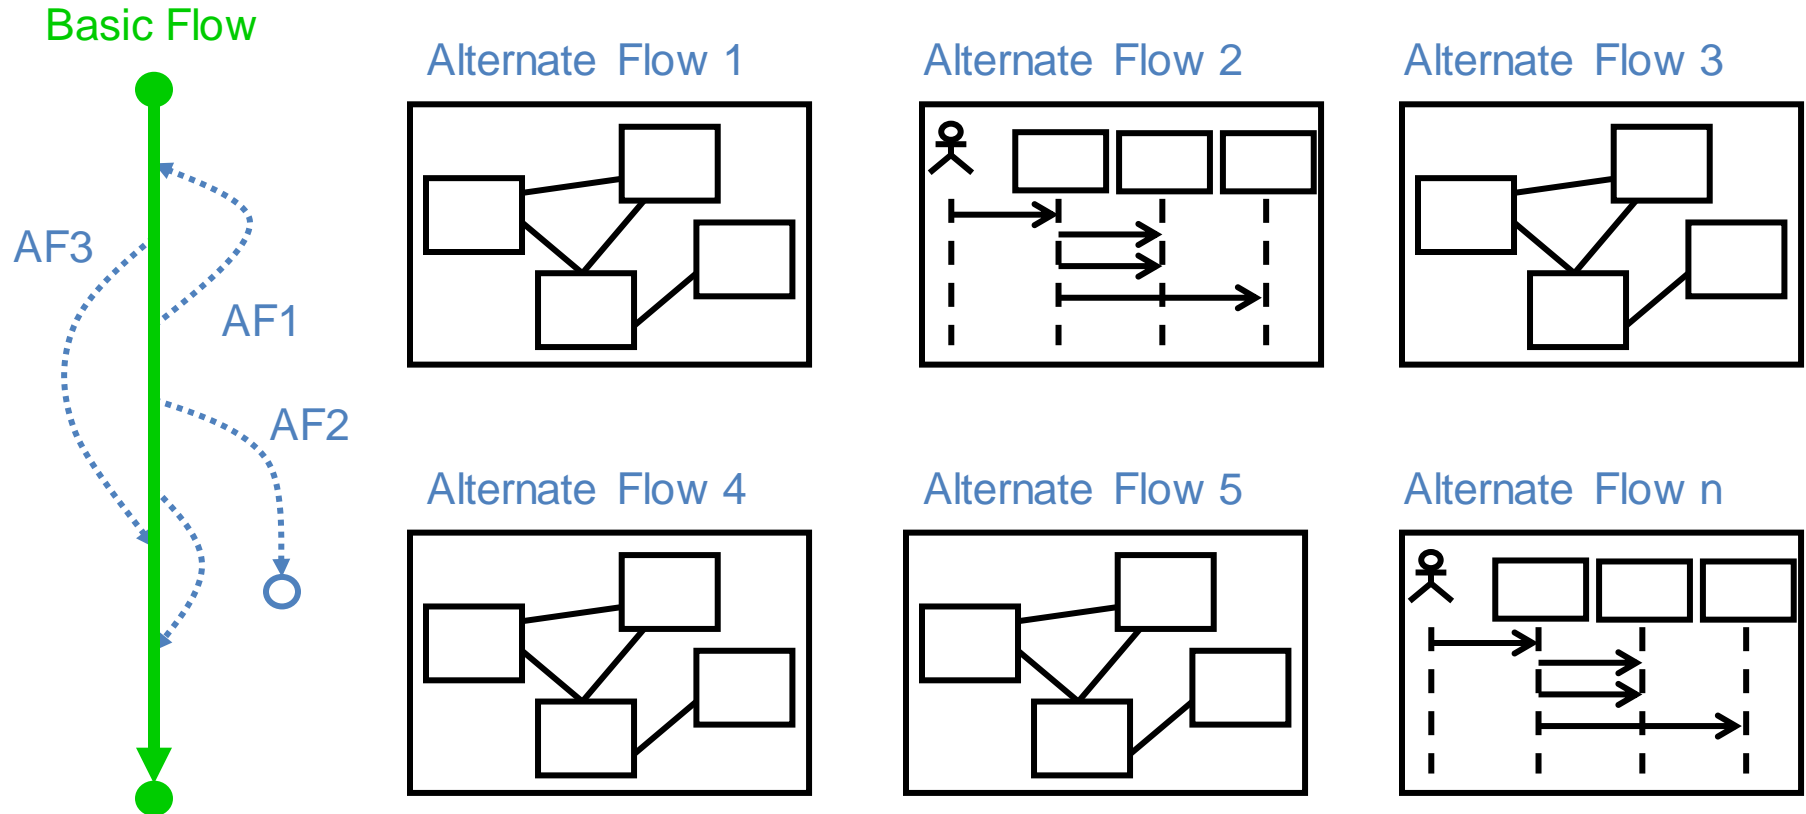 Basic Flow
AF3
AF1
AF2
Alternate Flow 1
Alternate Flow 2
Alternate Flow 3
Alternate Flow 4
Alternate Flow 5
Alternate Flow n